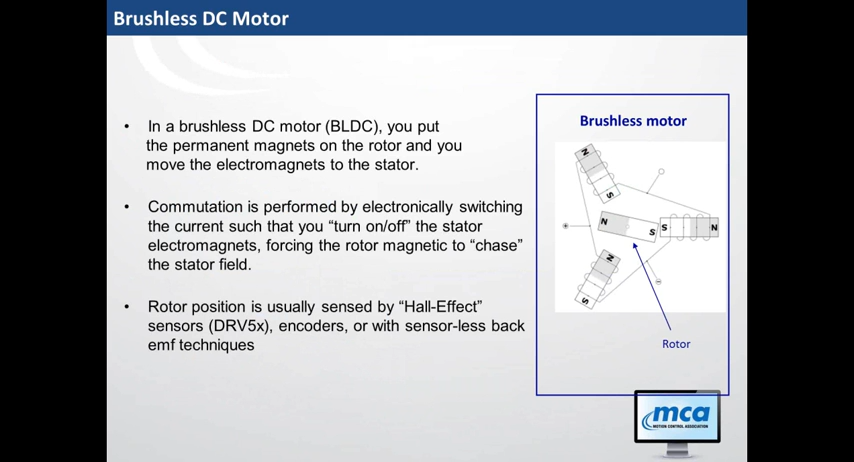 Brushless DC Motor
• In a brushless DC motor (BLDC), you put
the permanent magnets on the rotor and you
move the electromagnets to the stator.
• Commutation is performed by electronically switching
the current such that you “turn on/off” the stator
electromagnets, forcing the rotor magnetic to “chase”
the stator field.
• Rotor position is usually sensed by “Hall-Effect”
sensors (DRV5x), encoders, or with sensor-less back
emf techniques
Brushless motor
N
S
N
S
S
N
N
S
Rotor
mca
MOTION CONTROL ASSOCIATION